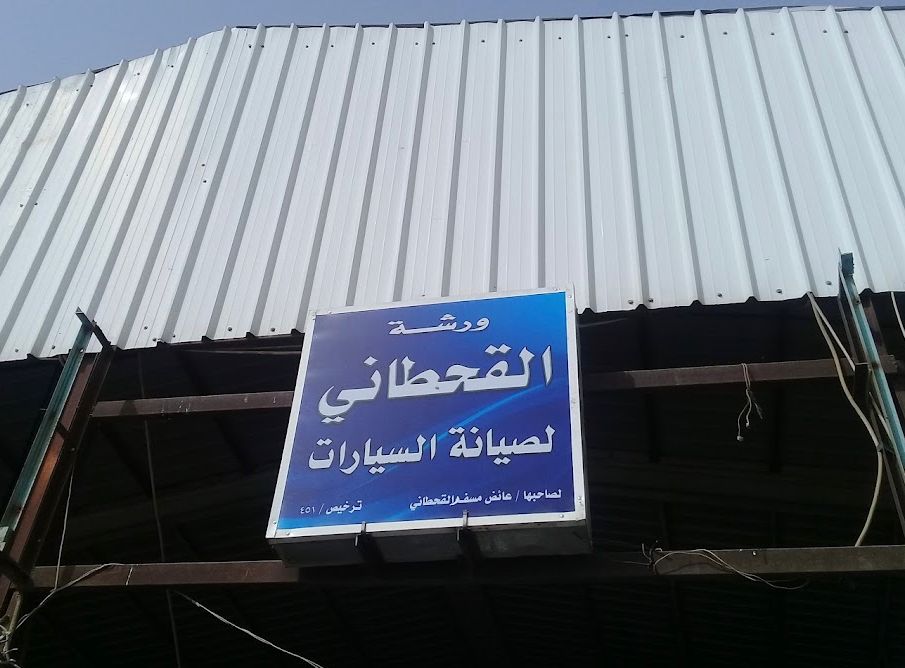 ورشة
القحطاني
لصيانة السيارات
لصاحبها / عائض مسفر القحطاني ترخيص / ٤٥١